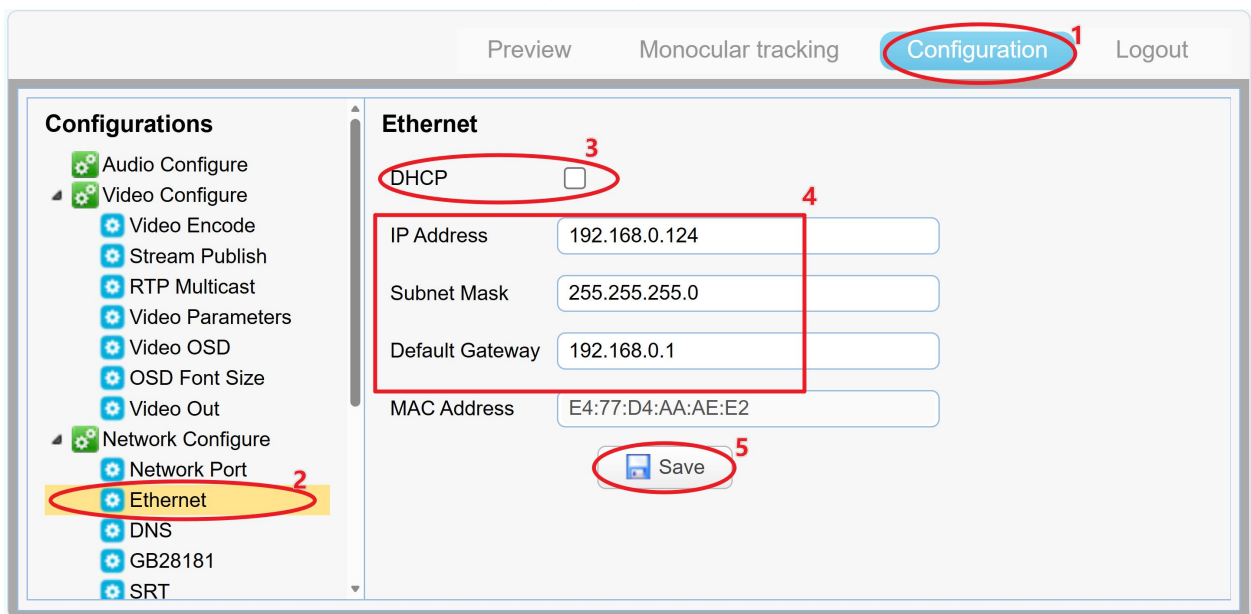 Preview Monocular tracking Configuration 1 Logout
Configurations
Audio Configure
Video Configure
Video Encode
Stream Publish
RTP Multicast
Video Parameters
Video OSD
OSD Font Size
Video Out
Network Configure
Network Port
2
Ethernet
DNS
GB28181
SRT
Ethernet
3
DHCP
4
IP Address 192.168.0.124
Subnet Mask 255.255.255.0
Default Gateway 192.168.0.1
MAC Address E4:77:D4:AA:AE:E2
Save 5